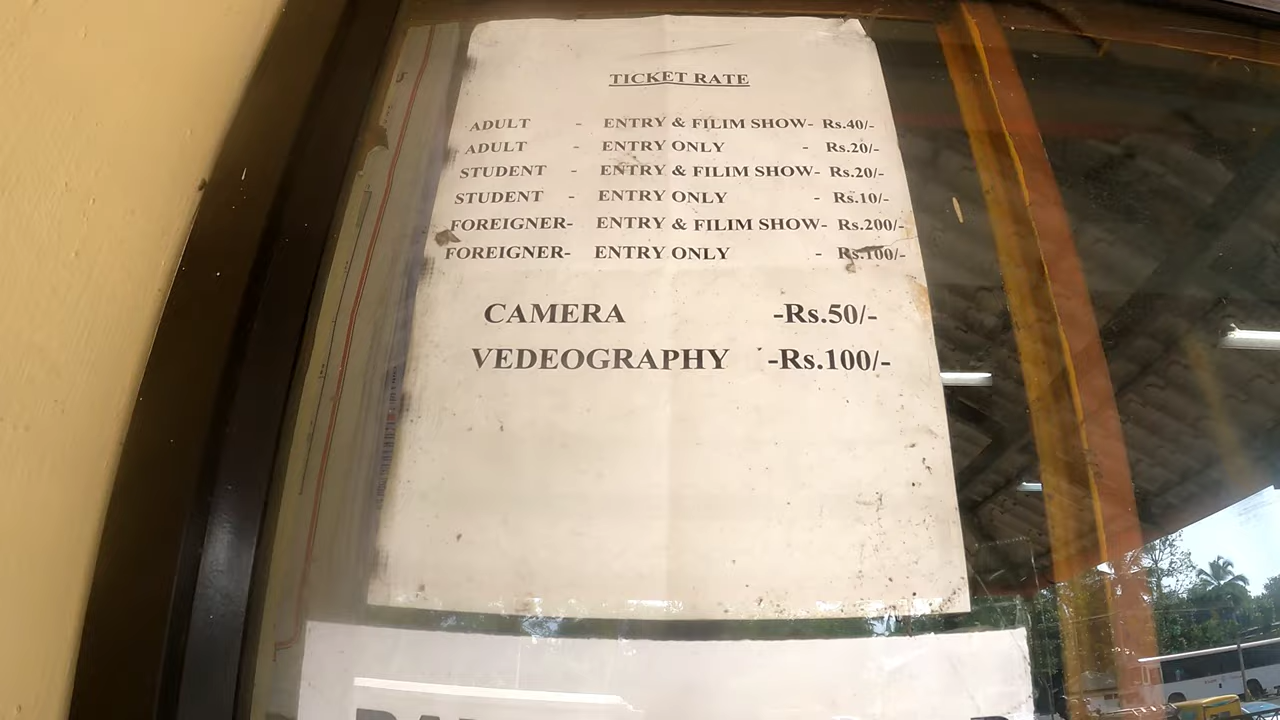 TICKET RATE
ADULT - ENTRY & FILIM SHOW- Rs.40/-
ADULT - ENTRY ONLY - Rs.20/-
STUDENT - ENTRY & FILIM SHOW- Rs.20/-
STUDENT - ENTRY ONLY - Rs.10/-
FOREIGNER- ENTRY & FILIM SHOW- Rs.200/-
FOREIGNER- ENTRY ONLY - Rs.100/-
CAMERA -Rs.50/-
VEDEOGRAPHY -Rs.100/-